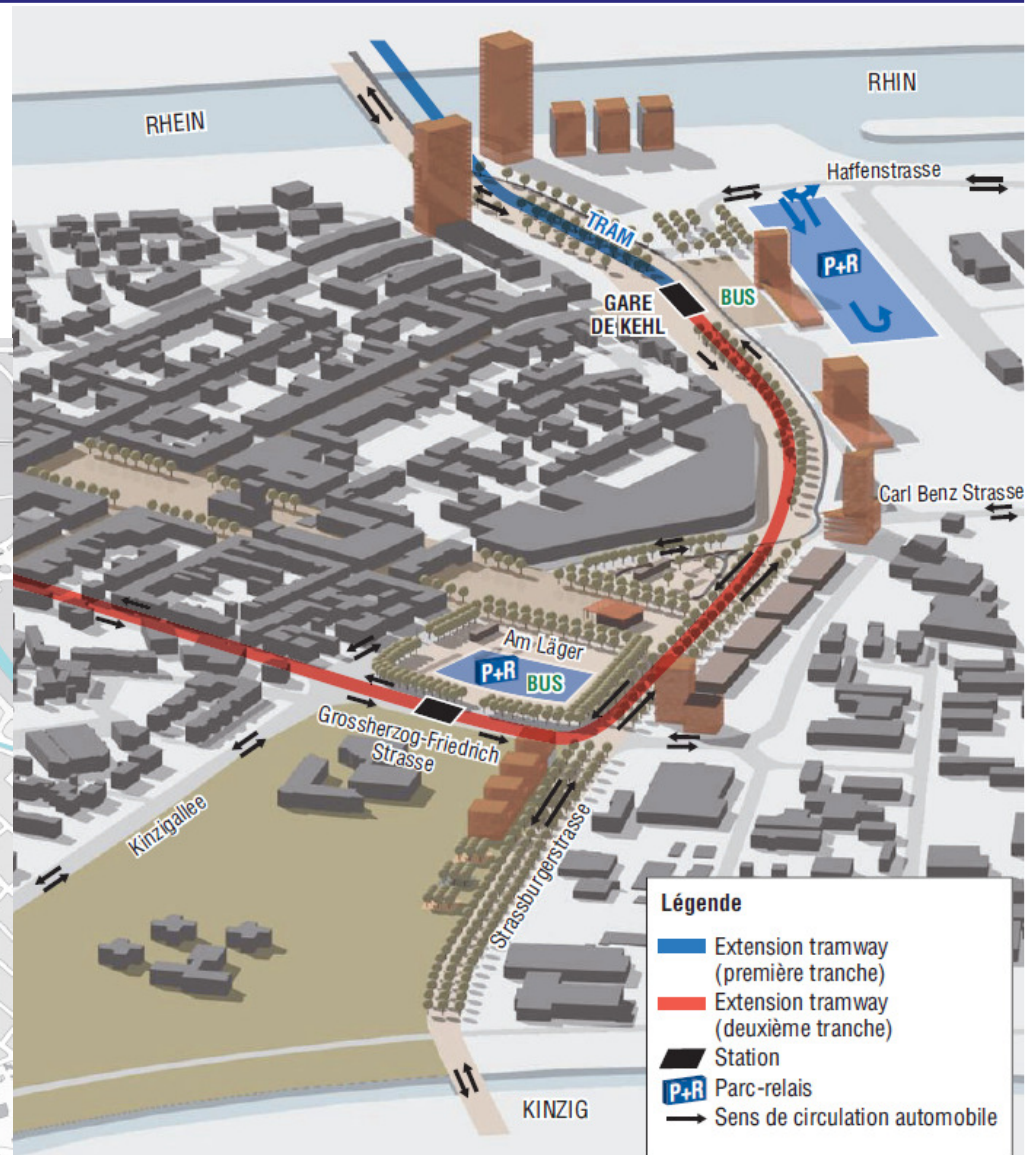 RHEIN
RHIN
Haffenstrasse
TRAM
P+R
GARE
DE KEHL
BUS
Carl Benz Strasse
Am Läger
P+R
BUS
Grossherzog-Friedrich
Strasse
Kinzigallee
Strassburgerstrasse
KINZIG
Légende
Extension tramway
(première tranche)
Extension tramway
(deuxième tranche)
Station
P+R Parc-relais
Sens de circulation automobile